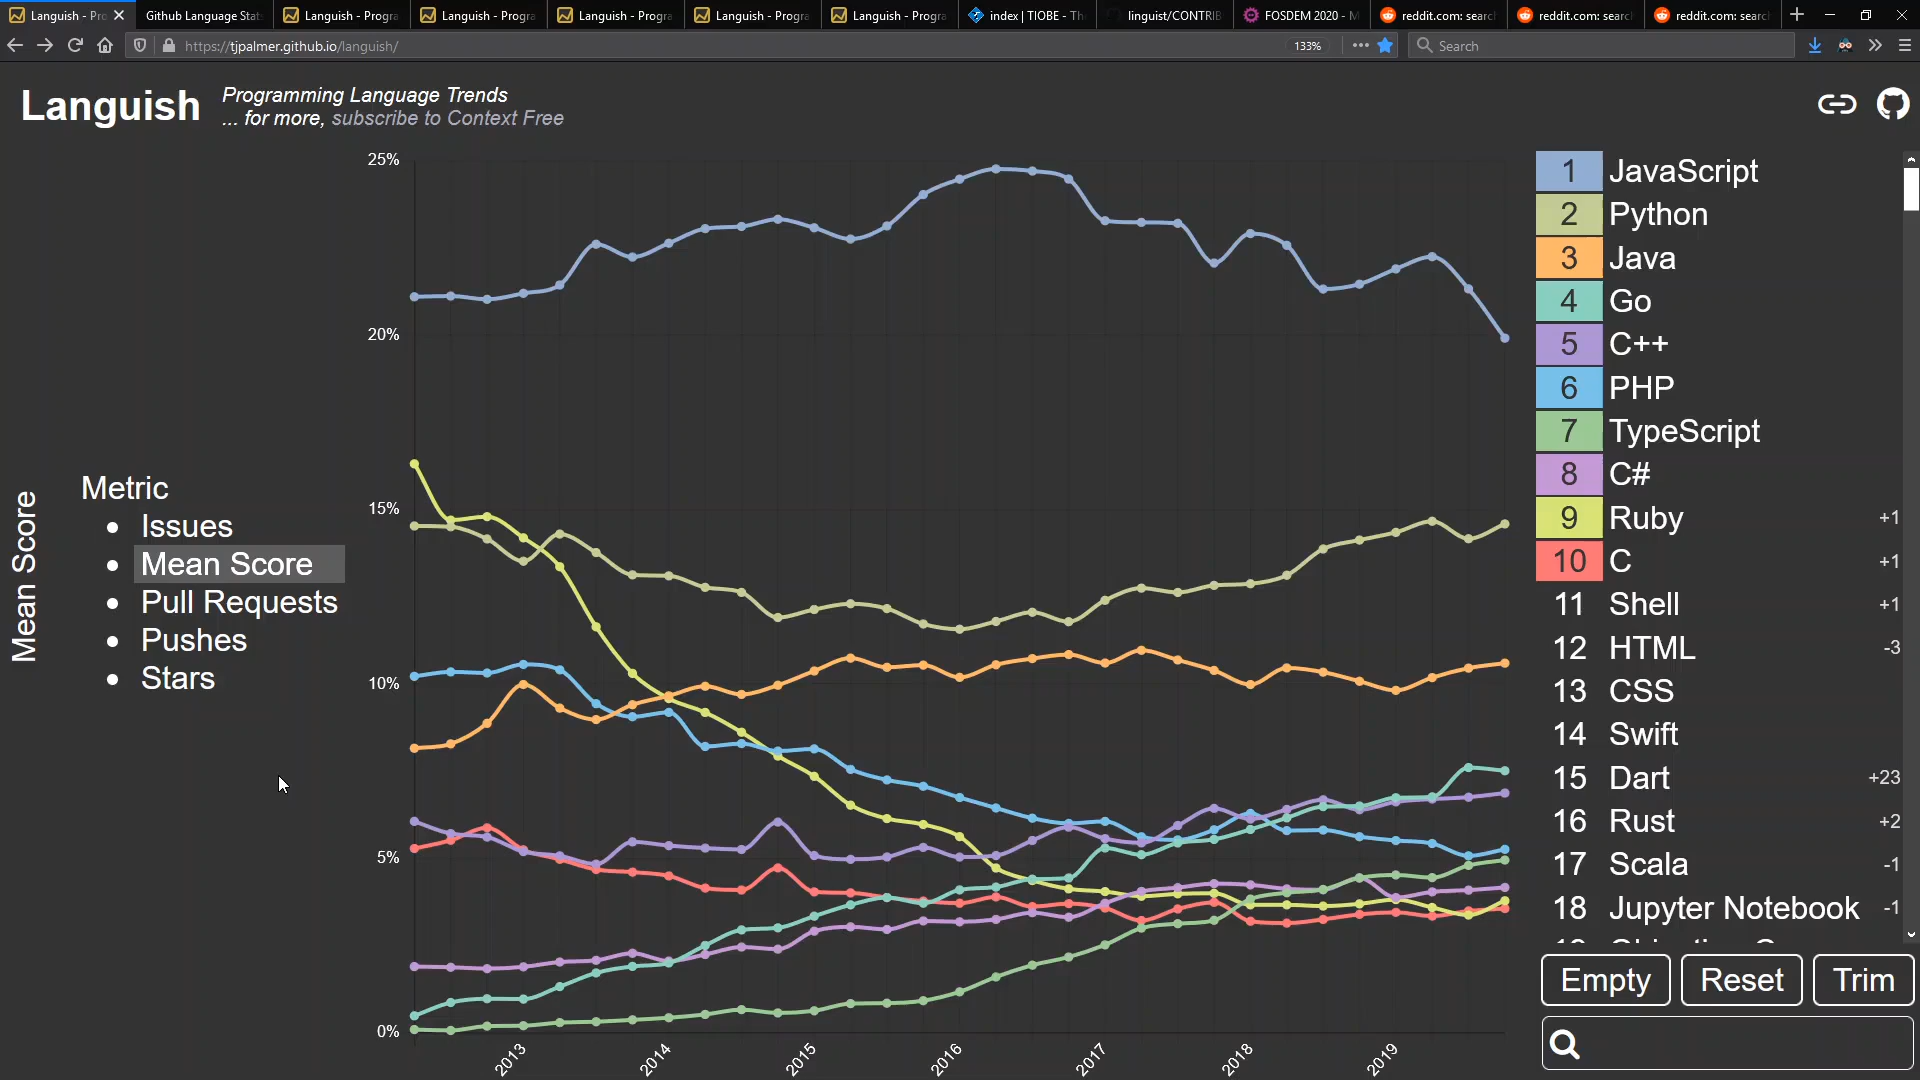 Languish - Pro
Github Language Stat
Languish - Progra
Languish - Progra
Languish - Progra
Languish - Progra
Languish - Progra
index | TIOBE - Th
linguist/CONTRIB
FOSDEM 2020 - M
reddit.com: searc
reddit.com: searc
reddit.com: searc
https://tjpalmer.github.io/languish/
133%
Search
Languish
Programming Language Trends
... for more, subscribe to Context Free
Mean Score
Metric
Issues
Mean Score
Pull Requests
Pushes
Stars
25%
20%
15%
10%
5%
0%
2013
2014
2015
2016
2017
2018
2019
1 JavaScript
2 Python
3 Java
4 Go
5 C++
6 PHP
7 TypeScript
8 C#
9 Ruby +1
10 C +1
11 Shell +1
12 HTML -3
13 CSS
14 Swift
15 Dart +23
16 Rust +2
17 Scala -1
18 Jupyter Notebook -1
Empty
Reset
Trim